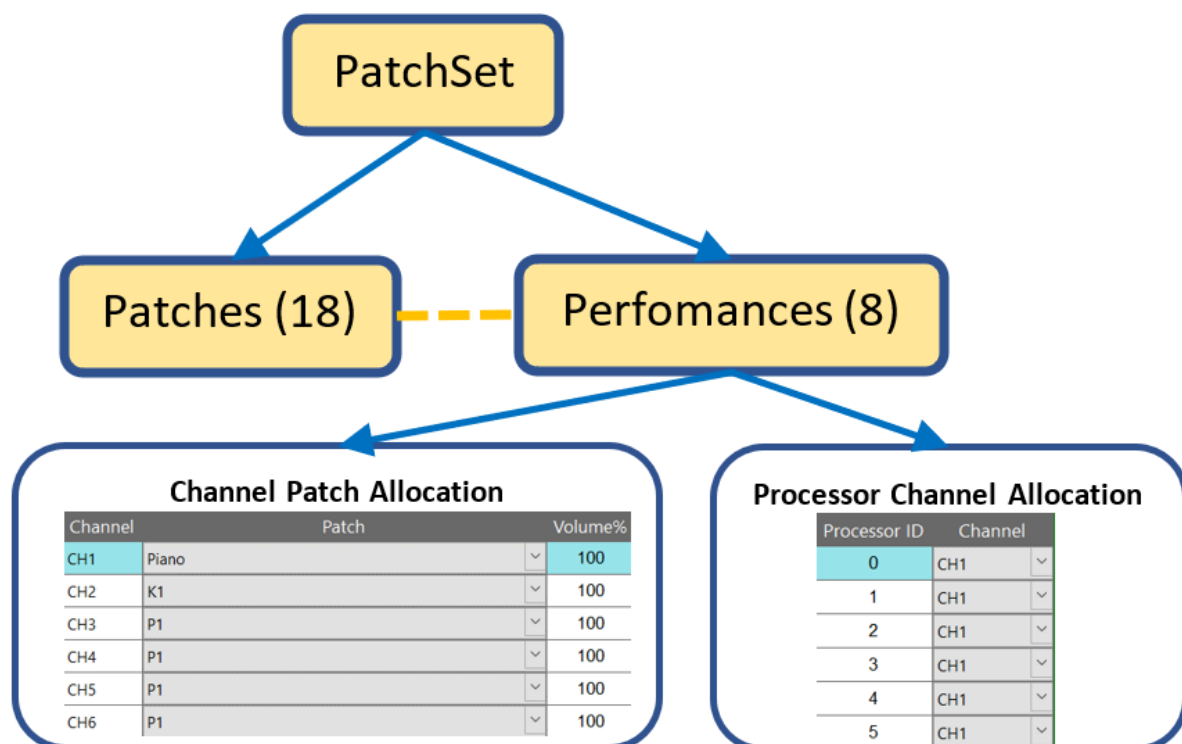 PatchSet
Patches (18)
Perfomances (8)
Channel Patch Allocation
Channel Patch Volume%
CH1 Piano 100
CH2 K1 100
CH3 P1 100
CH4 P1 100
CH5 P1 100
CH6 P1 100
Processor Channel Allocation
Processor ID Channel
0 CH1
1 CH1
2 CH1
3 CH1
4 CH1
5 CH1